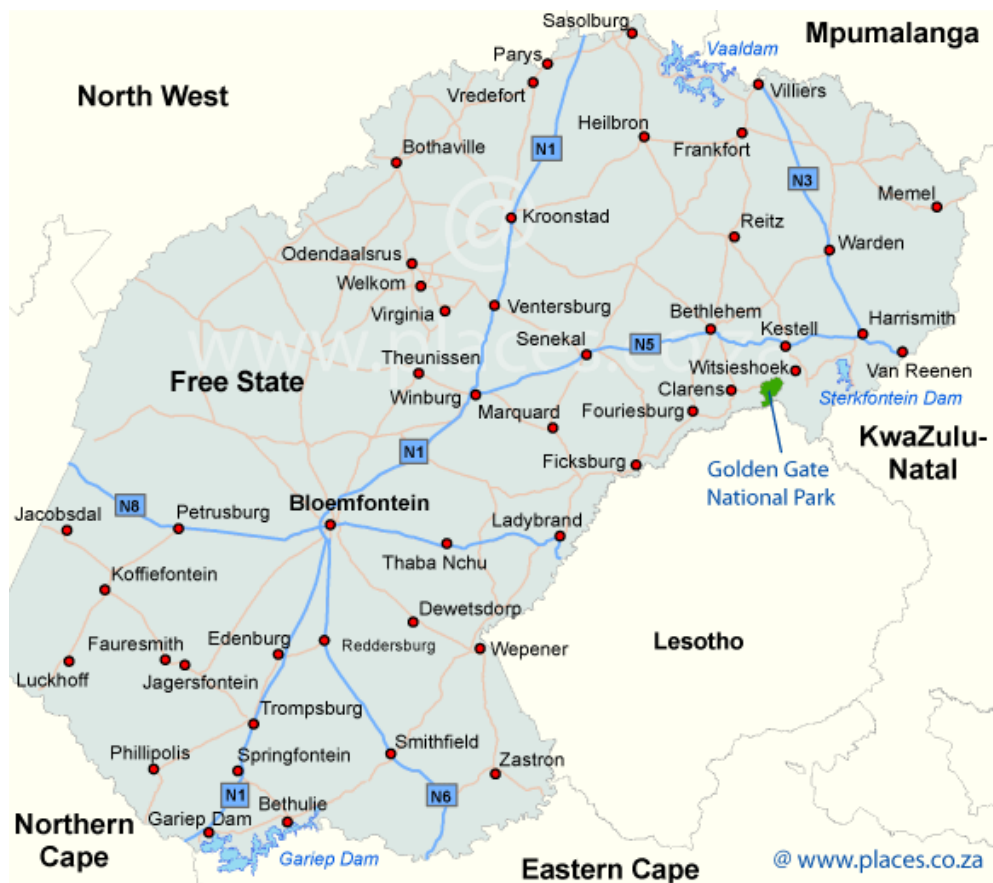 Sasolburg
Vaaldam
Mpumalanga
Parys
Vredefort
Villiers
North West
Heilbron
Frankfort
N1
Bothaville
N3
Memel
@
Kroonstad
Reitz
Warden
Odendaalsrus
Welkom
Virginia
Ventersburg
Bethlehem
Harrismith
Kestell
Senekal
N5
www.places.co.za
Theunissen
Witsieshoek
Van Reenen
Free State
Winburg
Marquard
Clarens
Fouriesburg
Sterkfontein Dam
KwaZulu-
Natal
N1
Ficksburg
Golden Gate
National Park
N8
Bloemfontein
Jacobsdal
Petrusburg
Ladybrand
Thaba Nchu
Koffiefontein
Dewetsdorp
Fauresmith
Edenburg
Reddersburg
Wepener
Lesotho
Luckhoff
Jagersfontein
Trompsburg
Phillipolis
Springfontein
Smithfield
Zastron
N1
N6
Bethulie
Gariep Dam
Northern
Cape
Gariep Dam
Eastern Cape
@ www.places.co.za